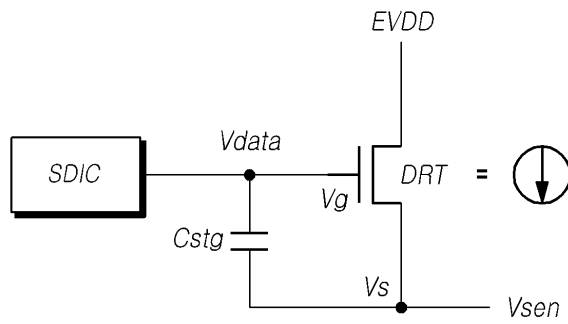 EVDD
Vdata
SDIC
DRT
=
Vg
Cstg
Vs
Vsen